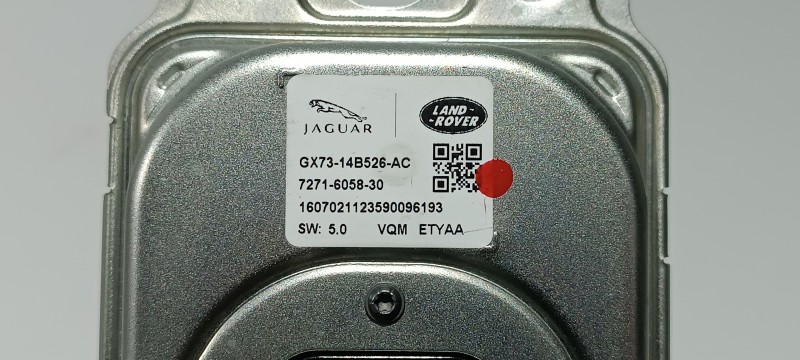 JAGUAR
LAND-
-ROVER
GX73-14B526-AC
7271-6058-30
1607021123590096193
SW: 5.0 VQM ETYAA